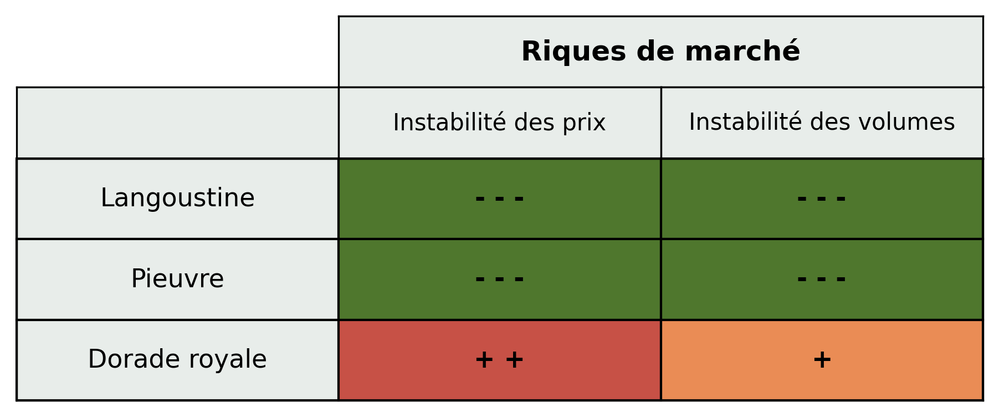 Riques de marché
Instabilité des prix Instabilité des volumes
Langoustine - - - - - -
Pieuvre - - - - - -
Dorade royale + + +